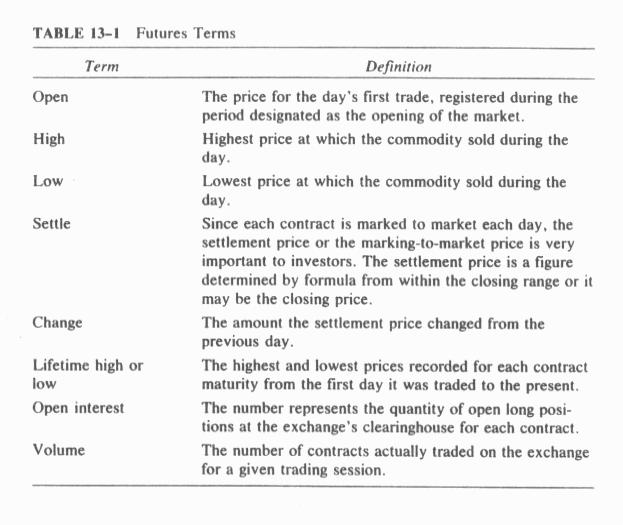 TABLE 13–1 Futures Terms
Term Definition
Open The price for the day's first trade, registered during the
period designated as the opening of the market.
High Highest price at which the commodity sold during the
day.
Low Lowest price at which the commodity sold during the
day.
Settle Since each contract is marked to market each day, the
settlement price or the marking-to-market price is very
important to investors. The settlement price is a figure
determined by formula from within the closing range or it
may be the closing price.
Change The amount the settlement price changed from the
previous day.
Lifetime high or The highest and lowest prices recorded for each contract
low maturity from the first day it was traded to the present.
Open interest The number represents the quantity of open long posi-
tions at the exchange's clearinghouse for each contract.
Volume The number of contracts actually traded on the exchange
for a given trading session.